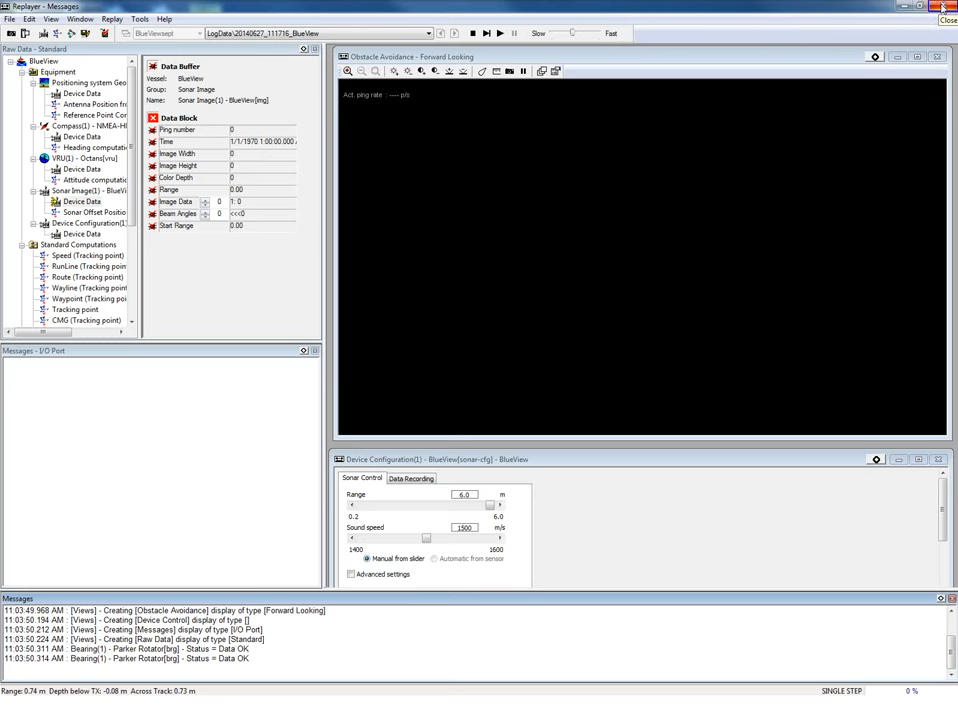 Replayer - Messages
Close
File Edit View Window Replay Tools Help
BlueViewsept LogData\20140627_111716_BlueView Slow Fast
Raw Data - Standard
BlueView
Equipment
Positioning system Geo
Device Data
Antenna Position fr
Reference Point Cor
Compass(1) - NMEA-H
Device Data
Heading computati
VRU(1) - Octans[vru]
Device Data
Attitude computatic
Sonar Image(1) - BlueVi
Device Data
Sonar Offset Positio
Device Configuration(1)
Device Data
Standard Computations
Speed (Tracking point)
RunLine (Tracking poin
Route (Tracking point)
Wayline (Tracking poin
Waypoint (Tracking poi
Tracking point
CMG (Tracking point)
Data Buffer
Vessel: BlueView
Group: Sonar Image
Name: Sonar Image(1) - BlueView[img]
Data Block
Ping number 0
Time 1/1/1970 1:00:00.000
Image Width 0
Image Height 0
Color Depth 0
Range 0.00
Image Data 0 1: 0
Beam Angles 0 <<<0
Start Range 0.00
Obstacle Avoidance - Forward Looking
Act. ping rate : ---- p/s
Messages - I/O Port
Device Configuration(1) - BlueView[sonar-cfg] - BlueView
Sonar Control Data Recording
Range 6.0 m
0.2 6.0
Sound speed 1500 m/s
1400 1600
Manual from slider Automatic from sensor
Advanced settings
Messages
11:03:49.968 AM : [Views] - Creating [Obstacle Avoidance] display of type [Forward Looking]
11:03:50.194 AM : [Views] - Creating [Device Control] display of type []
11:03:50.212 AM : [Views] - Creating [Messages] display of type [I/O Port]
11:03:50.224 AM : [Views] - Creating [Raw Data] display of type [Standard]
11:03:50.311 AM : Bearing(1) - Parker Rotator[brg] - Status = Data OK
11:03:50.314 AM : Bearing(1) - Parker Rotator[brg] - Status = Data OK
Range: 0.74 m Depth below TX: -0.08 m Across Track: 0.73 m SINGLE STEP 0 %